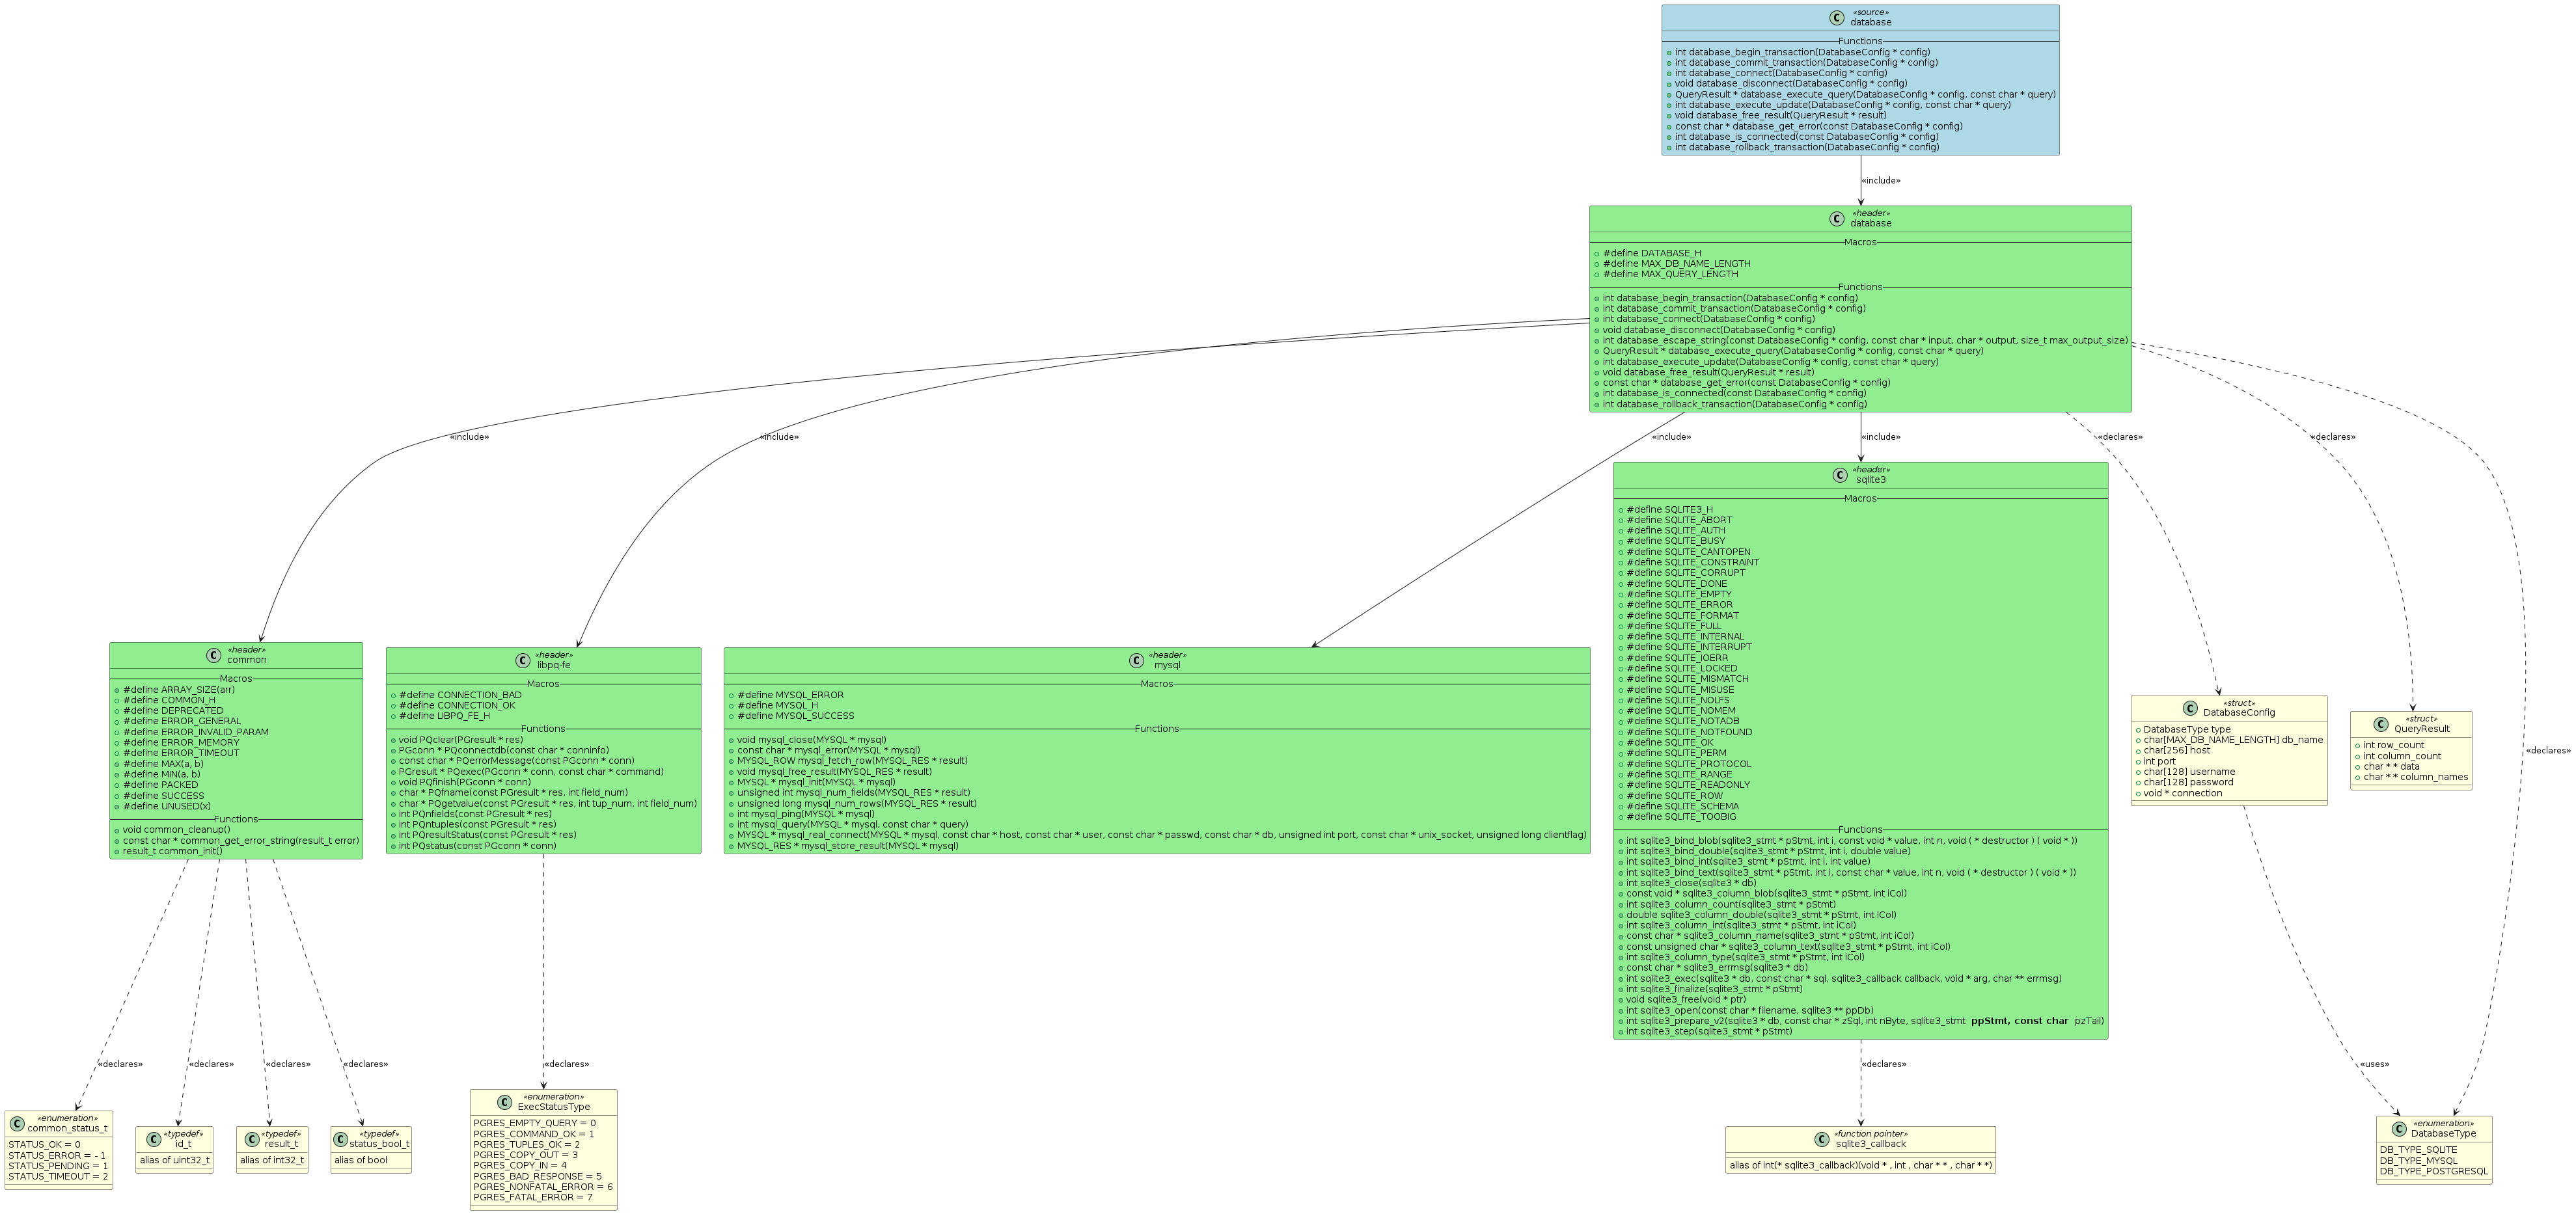 «source»
C database
Functions
int database_begin_transaction(DatabaseConfig * config)
int database_commit_transaction(DatabaseConfig * config)
int database_connect(DatabaseConfig * config)
void database_disconnect(DatabaseConfig * config)
QueryResult * database_execute_query(DatabaseConfig * config, const char * query)
int database_execute_update(DatabaseConfig * config, const char * query)
void database_free_result(QueryResult * result)
const char * database_get_error(const DatabaseConfig * config)
int database_is_connected(const DatabaseConfig * config)
int database_rollback_transaction(DatabaseConfig * config)
«include»
«header»
C database
Macros
#define DATABASE_H
#define MAX_DB_NAME_LENGTH
#define MAX_QUERY_LENGTH
Functions
int database_begin_transaction(DatabaseConfig * config)
int database_commit_transaction(DatabaseConfig * config)
int database_connect(DatabaseConfig * config)
void database_disconnect(DatabaseConfig * config)
int database_escape_string(const DatabaseConfig * config, const char * input, char * output, size_t max_output_size)
QueryResult * database_execute_query(DatabaseConfig * config, const char * query)
int database_execute_update(DatabaseConfig * config, const char * query)
void database_free_result(QueryResult * result)
const char * database_get_error(const DatabaseConfig * config)
int database_is_connected(const DatabaseConfig * config)
int database_rollback_transaction(DatabaseConfig * config)
«include»
«include»
«include»
«include»
«declares»
«declares»
«declares»
«header»
C common
Macros
#define ARRAY_SIZE(arr)
#define COMMON_H
#define DEPRECATED
#define ERROR_GENERAL
#define ERROR_INVALID_PARAM
#define ERROR_MEMORY
#define ERROR_TIMEOUT
#define MAX(a, b)
#define MIN(a, b)
#define PACKED
#define SUCCESS
#define UNUSED(x)
Functions
void common_cleanup()
const char * common_get_error_string(result_t error)
result_t common_init()
«header»
C libpq-fe
Macros
#define CONNECTION_BAD
#define CONNECTION_OK
#define LIBPQ_FE_H
Functions
void PQclear(PGresult * res)
PGconn * PQconnectdb(const char * conninfo)
const char * PQerrorMessage(const PGconn * conn)
PGresult * PQexec(PGconn * conn, const char * command)
void PQfinish(PGconn * conn)
char * PQfname(const PGresult * res, int field_num)
char * PQgetvalue(const PGresult * res, int tup_num, int field_num)
int PQnfields(const PGresult * res)
int PQntuples(const PGresult * res)
int PQresultStatus(const PGresult * res)
int PQstatus(const PGconn * conn)
«header»
C mysql
Macros
#define MYSQL_ERROR
#define MYSQL_H
#define MYSQL_SUCCESS
Functions
void mysql_close(MYSQL * mysql)
const char * mysql_error(MYSQL * mysql)
MYSQL_ROW mysql_fetch_row(MYSQL_RES * result)
void mysql_free_result(MYSQL_RES * result)
MYSQL * mysql_init(MYSQL * mysql)
unsigned int mysql_num_fields(MYSQL_RES * result)
unsigned long mysql_num_rows(MYSQL_RES * result)
int mysql_ping(MYSQL * mysql)
int mysql_query(MYSQL * mysql, const char * query)
MYSQL * mysql_real_connect(MYSQL * mysql, const char * host, const char * user, const char * passwd, const char * db, unsigned int port, const char * unix_socket, unsigned long clientflag)
MYSQL_RES * mysql_store_result(MYSQL * mysql)
«header»
C sqlite3
Macros
#define SQLITE3_H
#define SQLITE_ABORT
#define SQLITE_AUTH
#define SQLITE_BUSY
#define SQLITE_CANTOPEN
#define SQLITE_CONSTRAINT
#define SQLITE_CORRUPT
#define SQLITE_DONE
#define SQLITE_EMPTY
#define SQLITE_ERROR
#define SQLITE_FORMAT
#define SQLITE_FULL
#define SQLITE_INTERNAL
#define SQLITE_INTERRUPT
#define SQLITE_IOERR
#define SQLITE_LOCKED
#define SQLITE_MISMATCH
#define SQLITE_MISUSE
#define SQLITE_NOLFS
#define SQLITE_NOMEM
#define SQLITE_NOTADB
#define SQLITE_NOTFOUND
#define SQLITE_OK
#define SQLITE_PERM
#define SQLITE_PROTOCOL
#define SQLITE_RANGE
#define SQLITE_READONLY
#define SQLITE_ROW
#define SQLITE_SCHEMA
#define SQLITE_TOOBIG
Functions
int sqlite3_bind_blob(sqlite3_stmt * pStmt, int i, const void * value, int n, void ( * destructor ) ( void * ))
int sqlite3_bind_double(sqlite3_stmt * pStmt, int i, double value)
int sqlite3_bind_int(sqlite3_stmt * pStmt, int i, int value)
int sqlite3_bind_text(sqlite3_stmt * pStmt, int i, const char * value, int n, void ( * destructor ) ( void * ))
int sqlite3_close(sqlite3 * db)
const void * sqlite3_column_blob(sqlite3_stmt * pStmt, int iCol)
int sqlite3_column_count(sqlite3_stmt * pStmt)
double sqlite3_column_double(sqlite3_stmt * pStmt, int iCol)
int sqlite3_column_int(sqlite3_stmt * pStmt, int iCol)
const char * sqlite3_column_name(sqlite3_stmt * pStmt, int iCol)
const unsigned char * sqlite3_column_text(sqlite3_stmt * pStmt, int iCol)
int sqlite3_column_type(sqlite3_stmt * pStmt, int iCol)
const char * sqlite3_errmsg(sqlite3 * db)
int sqlite3_exec(sqlite3 * db, const char * sql, sqlite3_callback callback, void * arg, char ** errmsg)
int sqlite3_finalize(sqlite3_stmt * pStmt)
void sqlite3_free(void * ptr)
int sqlite3_open(const char * filename, sqlite3 ** ppDb)
int sqlite3_prepare_v2(sqlite3 * db, const char * zSql, int nByte, sqlite3_stmt ppStmt, const char pzTail)
int sqlite3_step(sqlite3_stmt * pStmt)
«struct»
C DatabaseConfig
DatabaseType type
char[MAX_DB_NAME_LENGTH] db_name
char[256] host
int port
char[128] username
char[128] password
void * connection
«struct»
C QueryResult
int row_count
int column_count
char * * data
char * * column_names
«declares»
«declares»
«declares»
«declares»
«declares»
«declares»
«uses»
«enumeration»
C common_status_t
STATUS_OK = 0
STATUS_ERROR = - 1
STATUS_PENDING = 1
STATUS_TIMEOUT = 2
«typedef»
C id_t
alias of uint32_t
«typedef»
C result_t
alias of int32_t
«typedef»
C status_bool_t
alias of bool
«enumeration»
C ExecStatusType
PGRES_EMPTY_QUERY = 0
PGRES_COMMAND_OK = 1
PGRES_TUPLES_OK = 2
PGRES_COPY_OUT = 3
PGRES_COPY_IN = 4
PGRES_BAD_RESPONSE = 5
PGRES_NONFATAL_ERROR = 6
PGRES_FATAL_ERROR = 7
«function pointer»
C sqlite3_callback
alias of int(* sqlite3_callback)(void * , int , char * * , char * *)
«enumeration»
C DatabaseType
DB_TYPE_SQLITE
DB_TYPE_MYSQL
DB_TYPE_POSTGRESQL